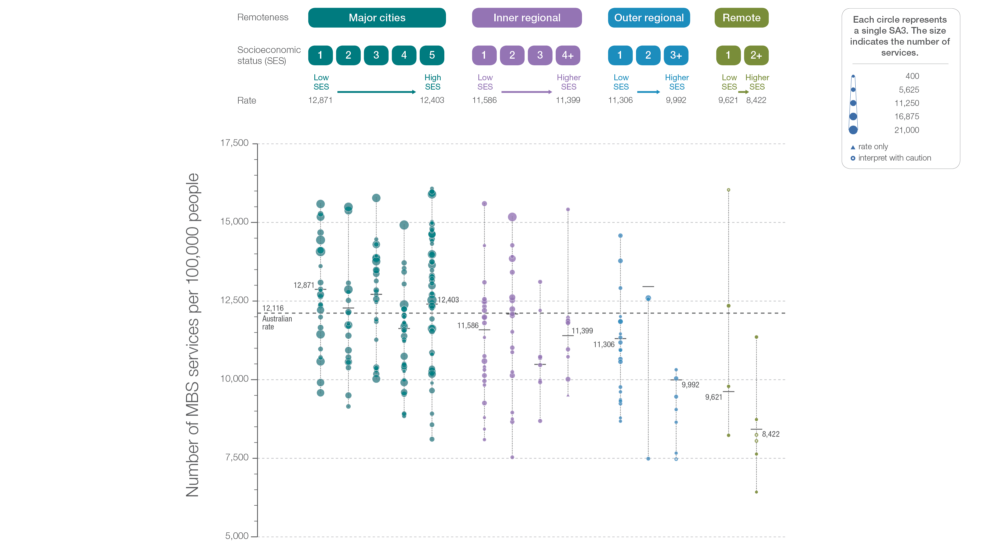 Remoteness
Major cities
Inner regional
Outer regional
Remote
Socioeconomic
status (SES)
1 2 3 4 5
1 2 3 4+
1 2 3+
1 2+
Low
SES
High
SES
Low
SES
Higher
SES
Low
SES
Higher
SES
Low
SES
Higher
SES
Rate
12,871
12,403
11,586
11,399
11,306
9,992
9,621
8,422
Each circle represents
a single SA3. The size
indicates the number of
services.
400
5,625
11,250
16,875
21,000
rate only
interpret with caution
Number of MBS services per 100,000 people
17,500
15,000
12,500
10,000
7,500
5,000
12,116
Australian
rate
12,871
12,403
11,586
11,399
11,306
9,992
9,621
8,422